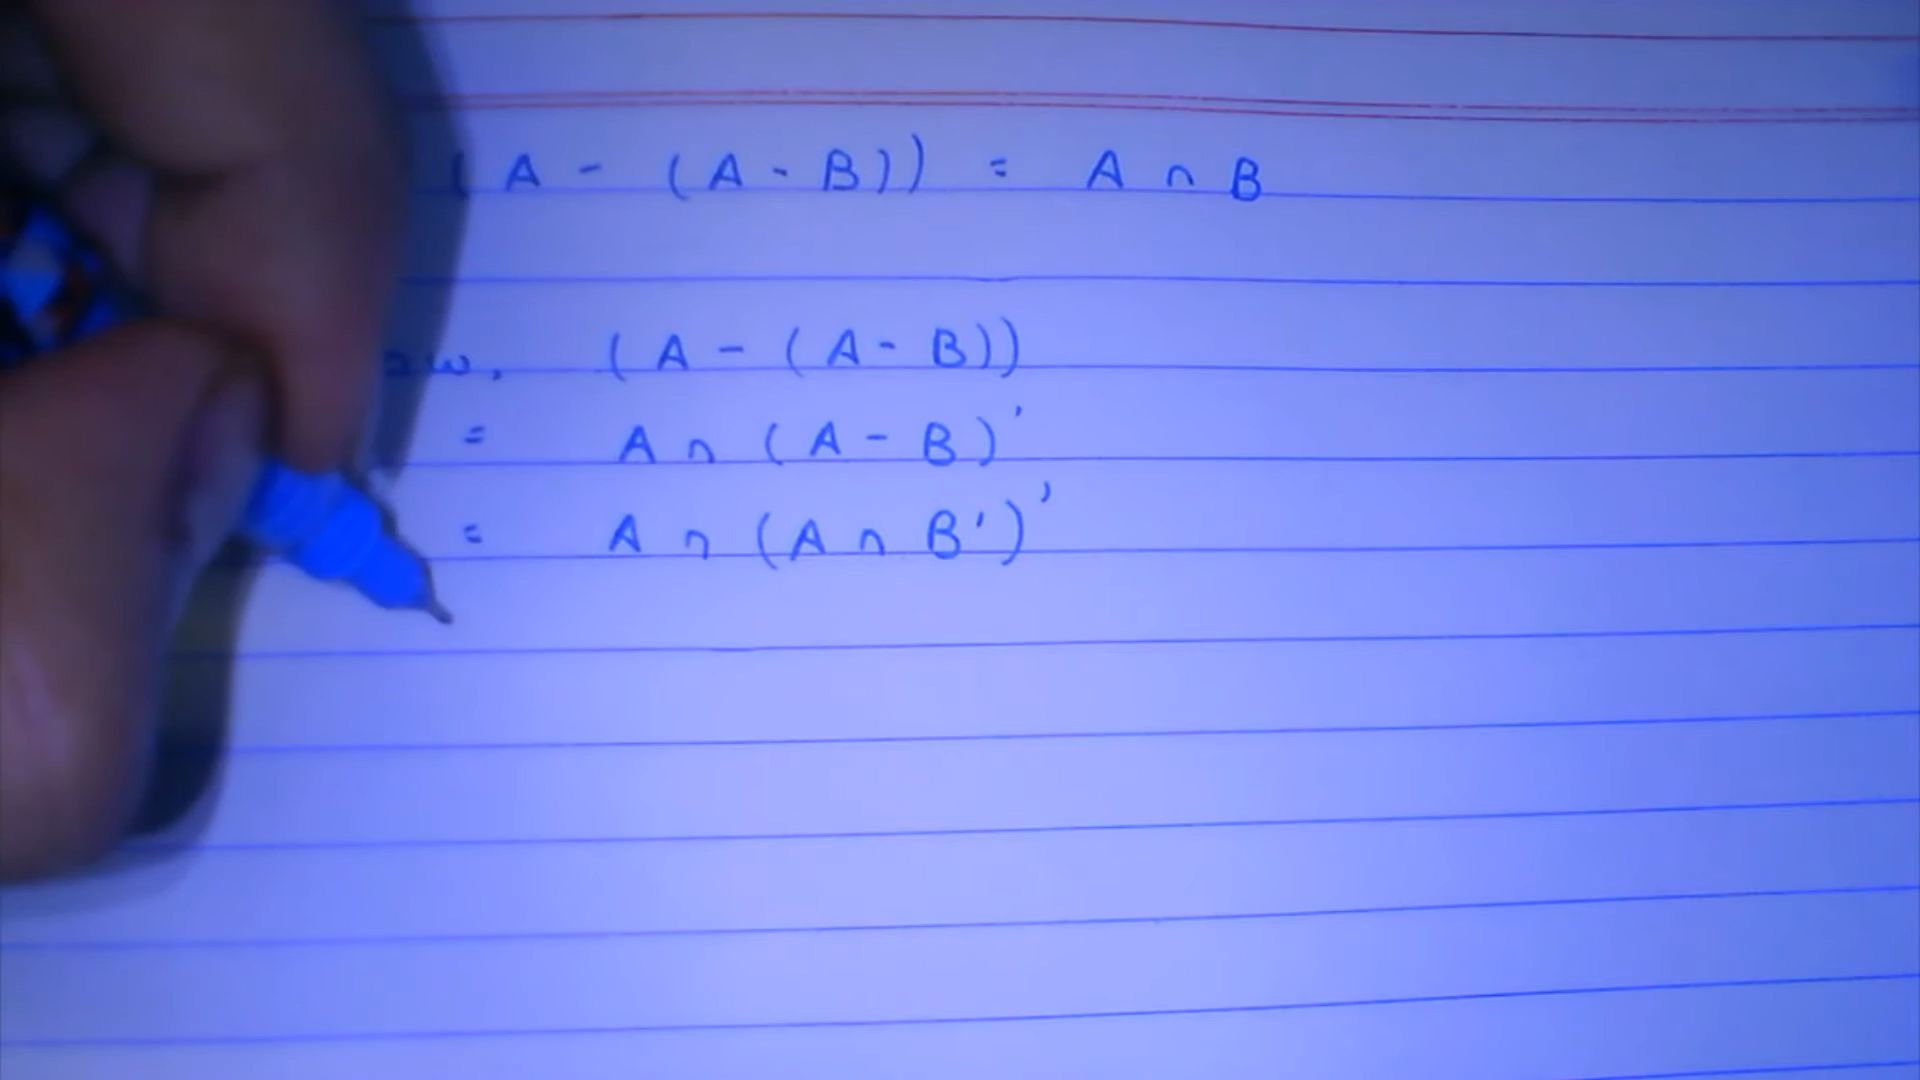 (A - (A - B)) = A ∩ B
(A - (A - B))
= A ∩ (A - B)'
= A ∩ (A ∩ B')'